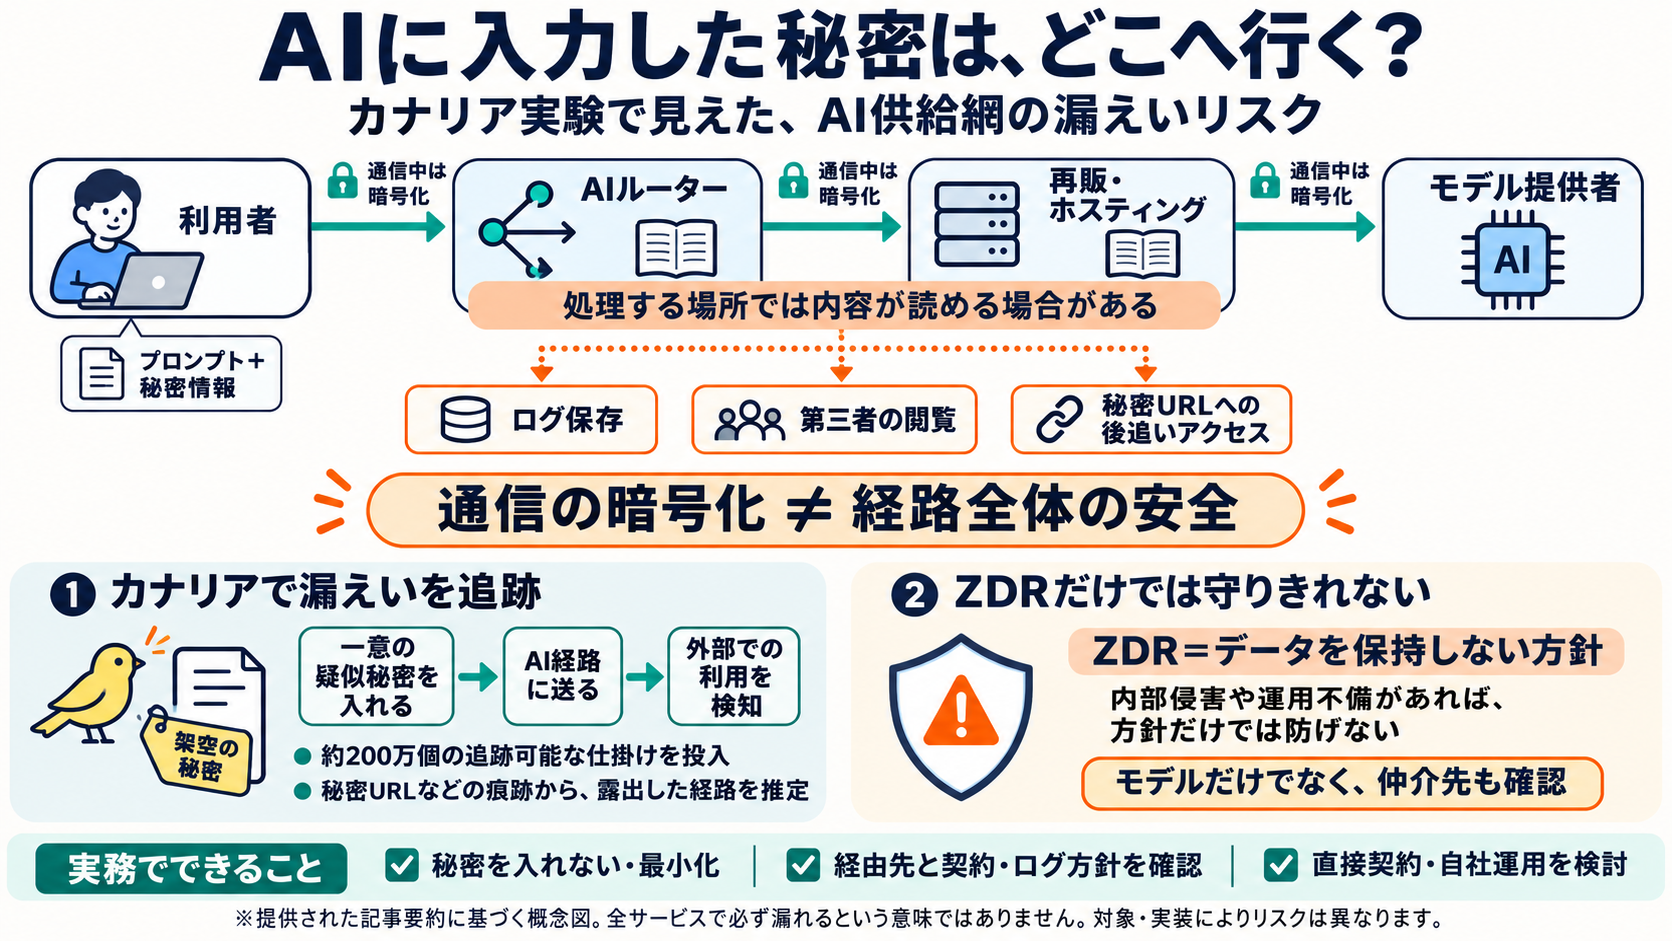 AIに入力した秘密は、どこへ行く?
カナリア実験で見えた、AI供給網の漏えいリスク
利用者
プロンプト+
秘密情報
通信中は
暗号化
AIルーター
通信中は
暗号化
再販・
ホスティング
通信中は
暗号化
モデル提供者
AI
処理する場所では内容が読める場合がある
ログ保存
第三者の閲覧
秘密URLへの
後追いアクセス
通信の暗号化 ≠ 経路全体の安全
1 カナリアで漏えいを追跡
架空の
秘密
一意の
疑似秘密を
入れる
AI経路
に送る
外部での
利用を
検知
● 約200万個の追跡可能な仕掛けを投入
● 秘密URLなどの痕跡から、露出した経路を推定
2 ZDRだけでは守りきれない
ZDR=データを保持しない方針
内部侵害や運用不備があれば、
方針だけでは防げない
モデルだけでなく、仲介先も確認
実務でできること
秘密を入れない・最小化
経由先と契約・ログ方針を確認
直接契約・自社運用を検討
※提供された記事要約に基づく概念図。全サービスで必ず漏れるという意味ではありません。対象・実装によりリスクは異なります。